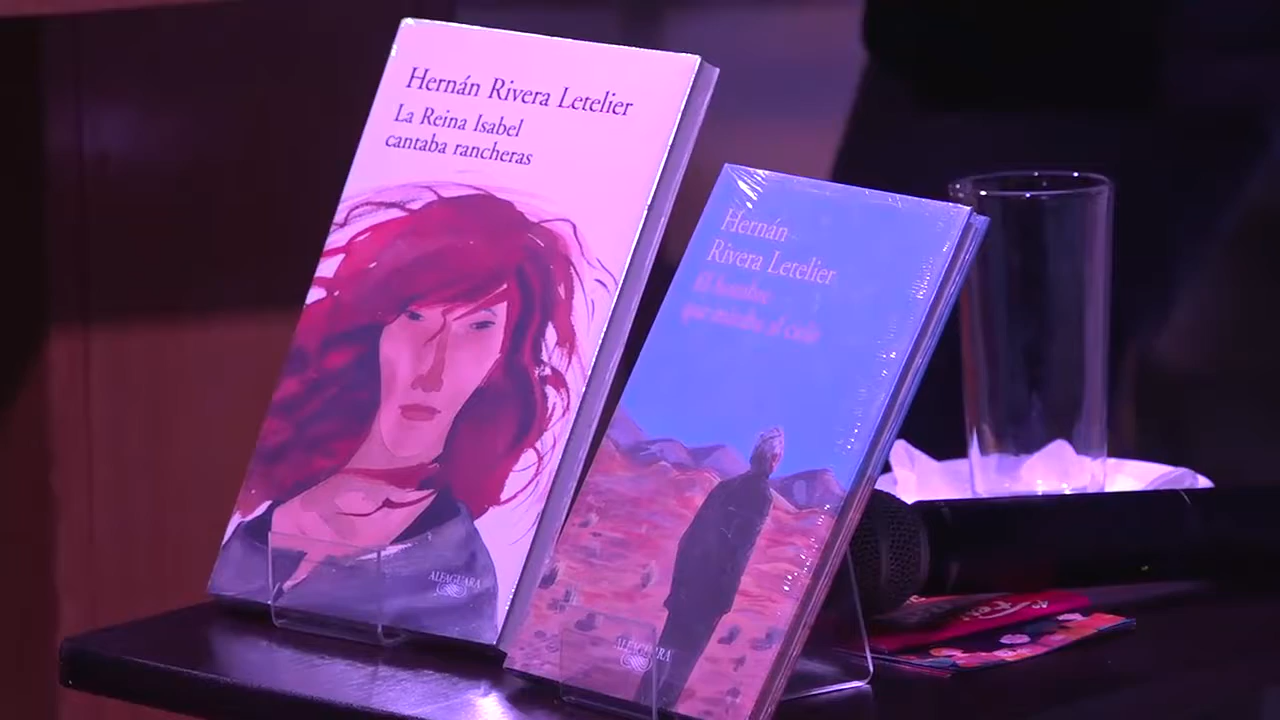 Hernán Rivera Letelier
La Reina Isabel
cantaba rancheras
ALFAGUARA
Hernán
Rivera Letelier
El hombre
que miraba al cielo
ALFAGUARA